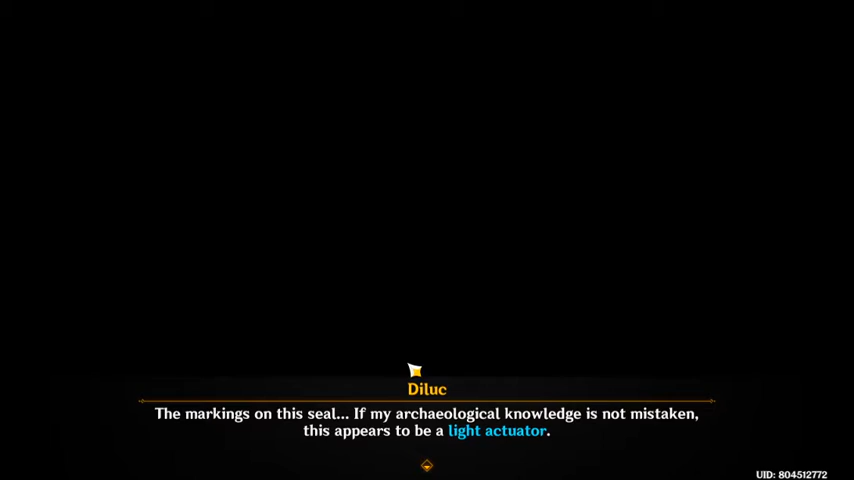 Diluc
The markings on this seal... If my archaeological knowledge is not mistaken,
this appears to be a light actuator.
UID: 804512772